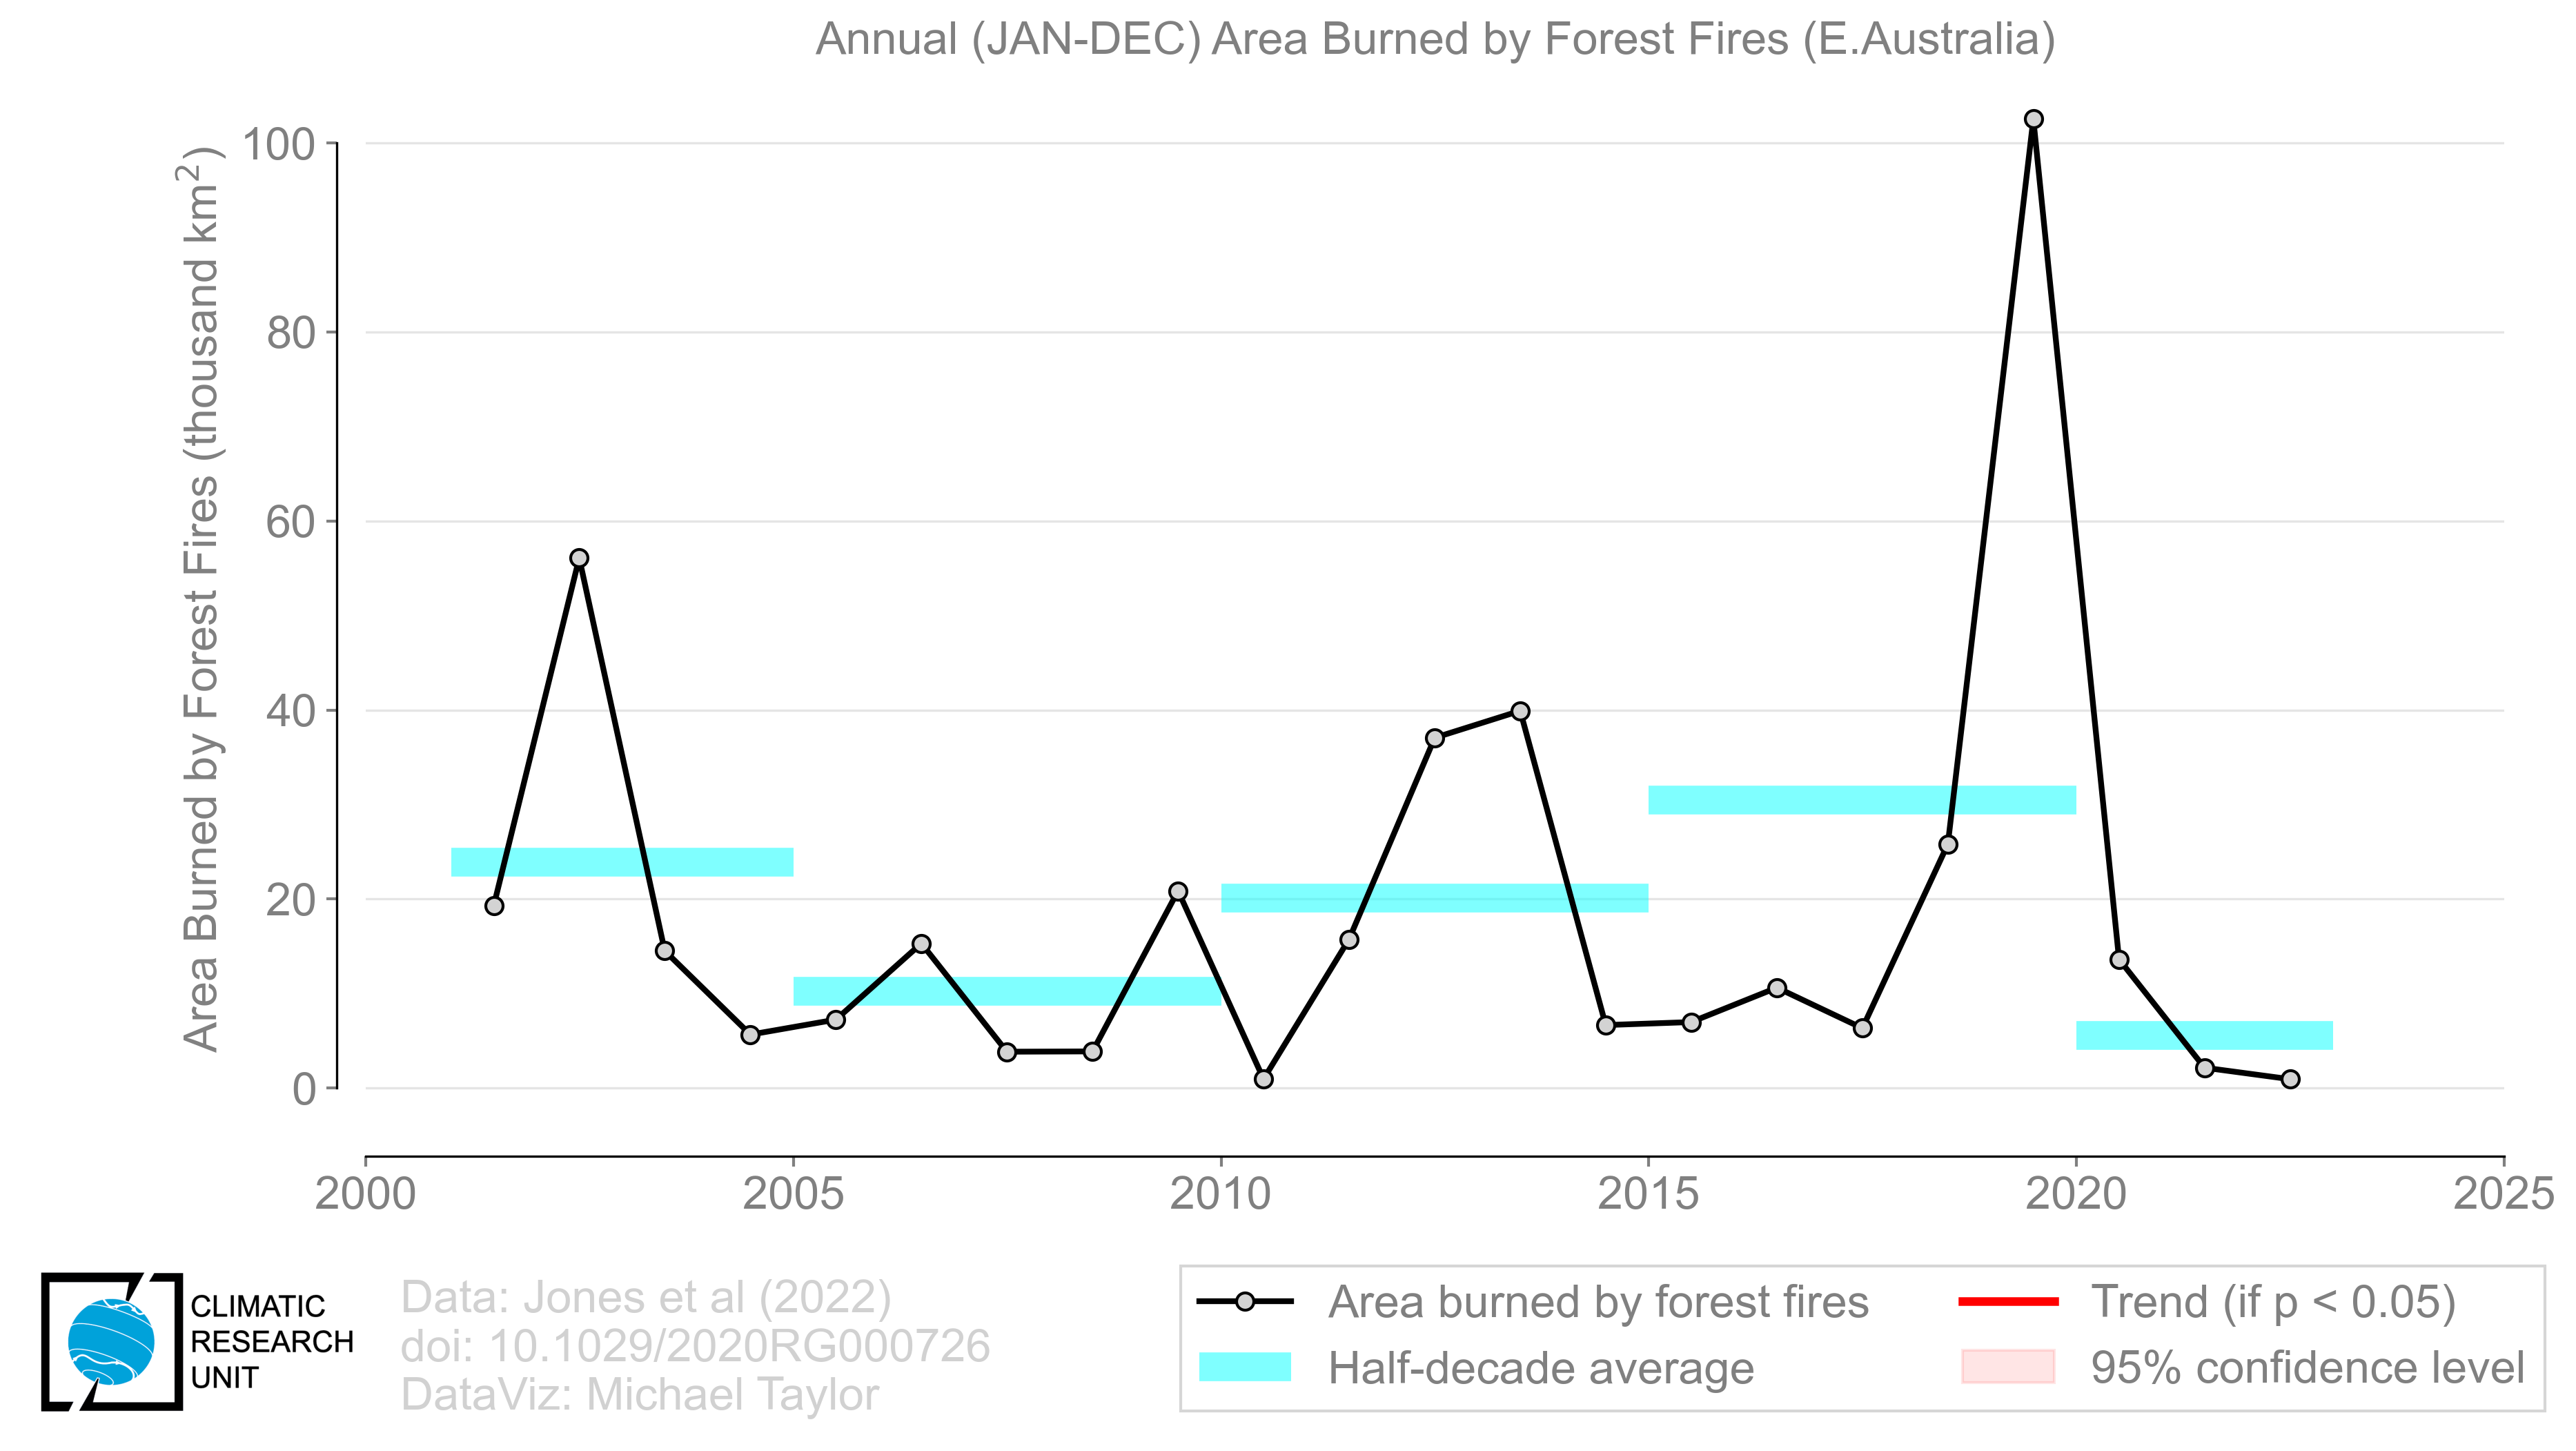 Annual (JAN-DEC) Area Burned by Forest Fires (E.Australia)
Area Burned by Forest Fires (thousand km²)
100
80
60
40
20
0
2000 2005 2010 2015 2020 2025
CLIMATIC
RESEARCH
UNIT
Data: Jones et al (2022)
doi: 10.1029/2020RG000726
DataViz: Michael Taylor
Area burned by forest fires
Half-decade average
Trend (if p < 0.05)
95% confidence level